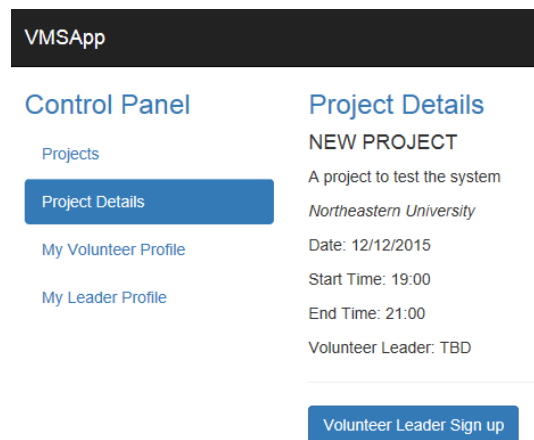 VMSApp
Control Panel
Projects
Project Details
My Volunteer Profile
My Leader Profile
Project Details
NEW PROJECT
A project to test the system
Northeastern University
Date: 12/12/2015
Start Time: 19:00
End Time: 21:00
Volunteer Leader: TBD
Volunteer Leader Sign up